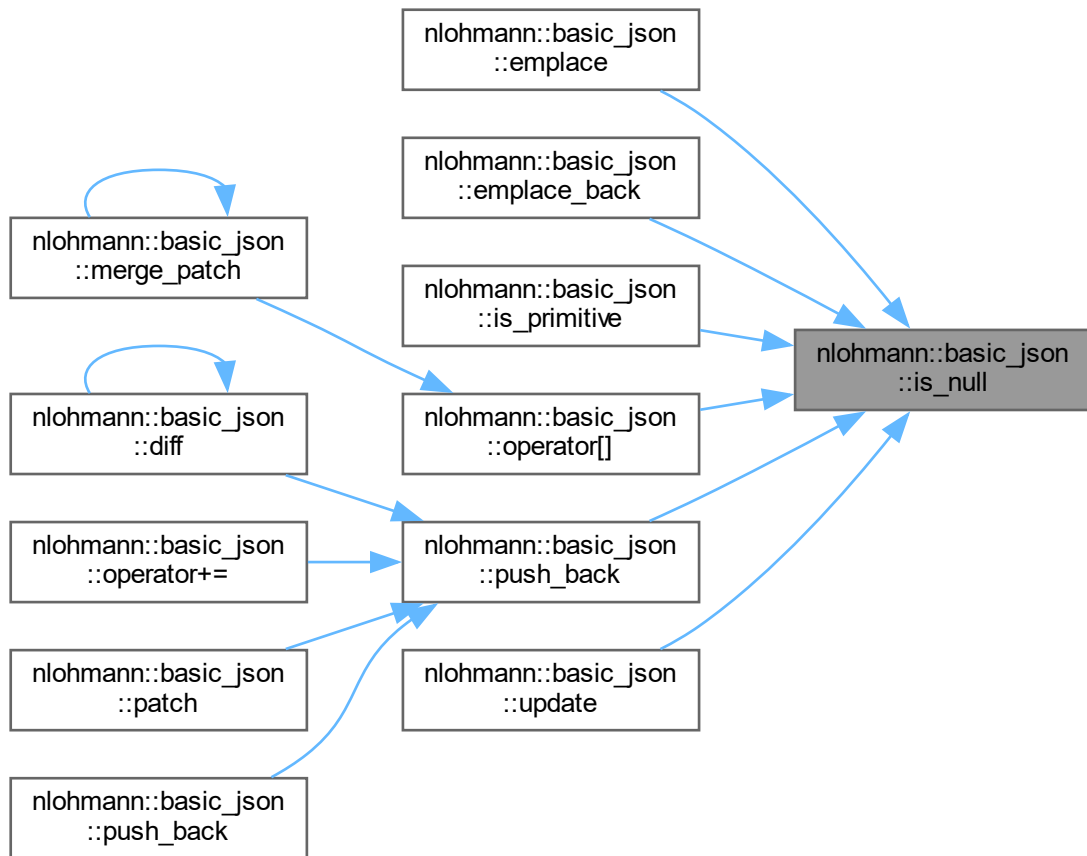 nlohmann::basic_json
::emplace
nlohmann::basic_json
::emplace_back
nlohmann::basic_json
::merge_patch
nlohmann::basic_json
::is_primitive
nlohmann::basic_json
::is_null
nlohmann::basic_json
::diff
nlohmann::basic_json
::operator[]
nlohmann::basic_json
::operator+=
nlohmann::basic_json
::push_back
nlohmann::basic_json
::patch
nlohmann::basic_json
::update
nlohmann::basic_json
::push_back